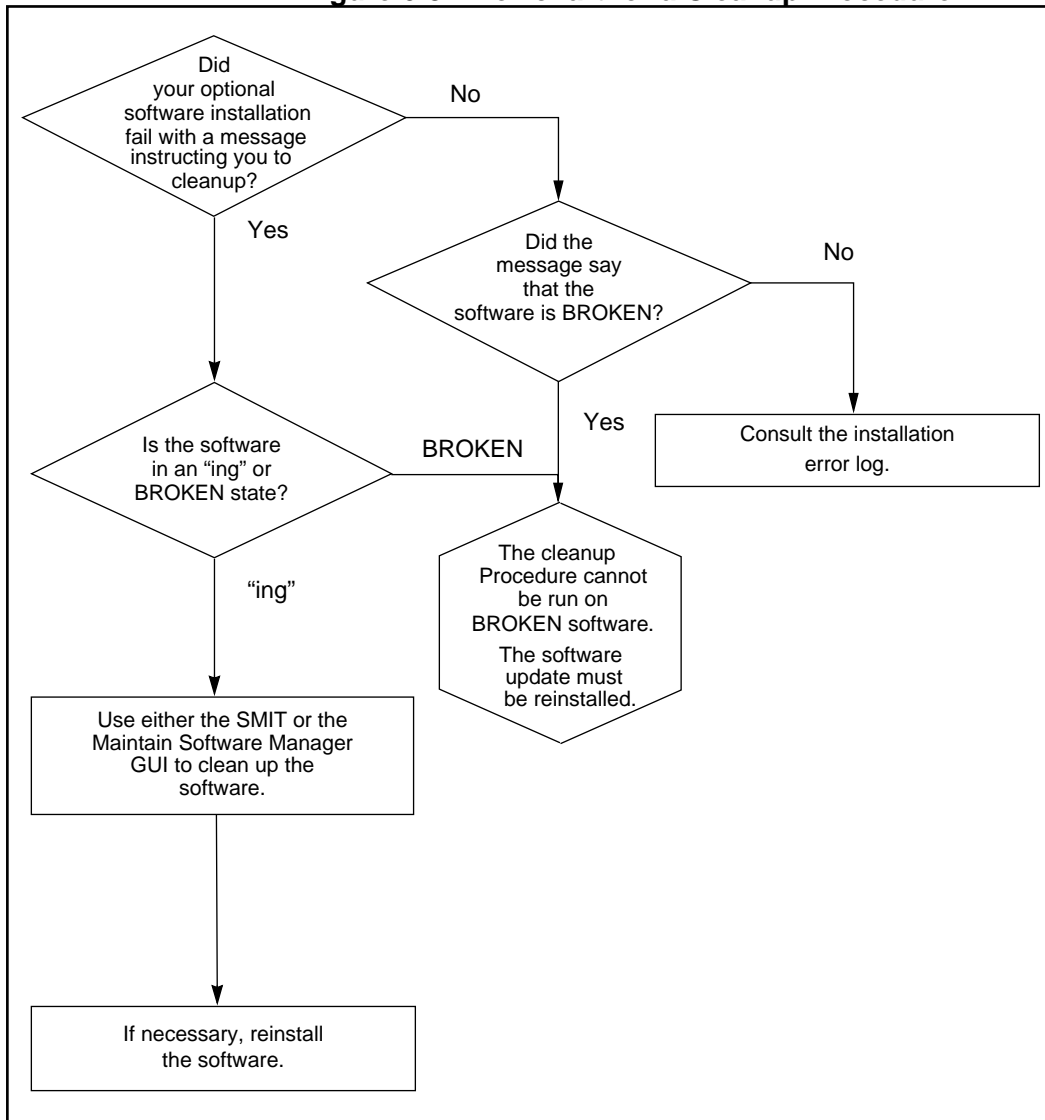 Did
your optional
software installation
fail with a message
instructing you to
cleanup?
No
Yes
Did the
message say
that the
software is BROKEN?
No
Yes
Consult the installation
error log.
Is the software
in an “ing” or
BROKEN state?
BROKEN
“ing”
The cleanup
Procedure cannot
be run on
BROKEN software.
The software
update must
be reinstalled.
Use either the SMIT or the
Maintain Software Manager
GUI to clean up the
software.
If necessary, reinstall
the software.